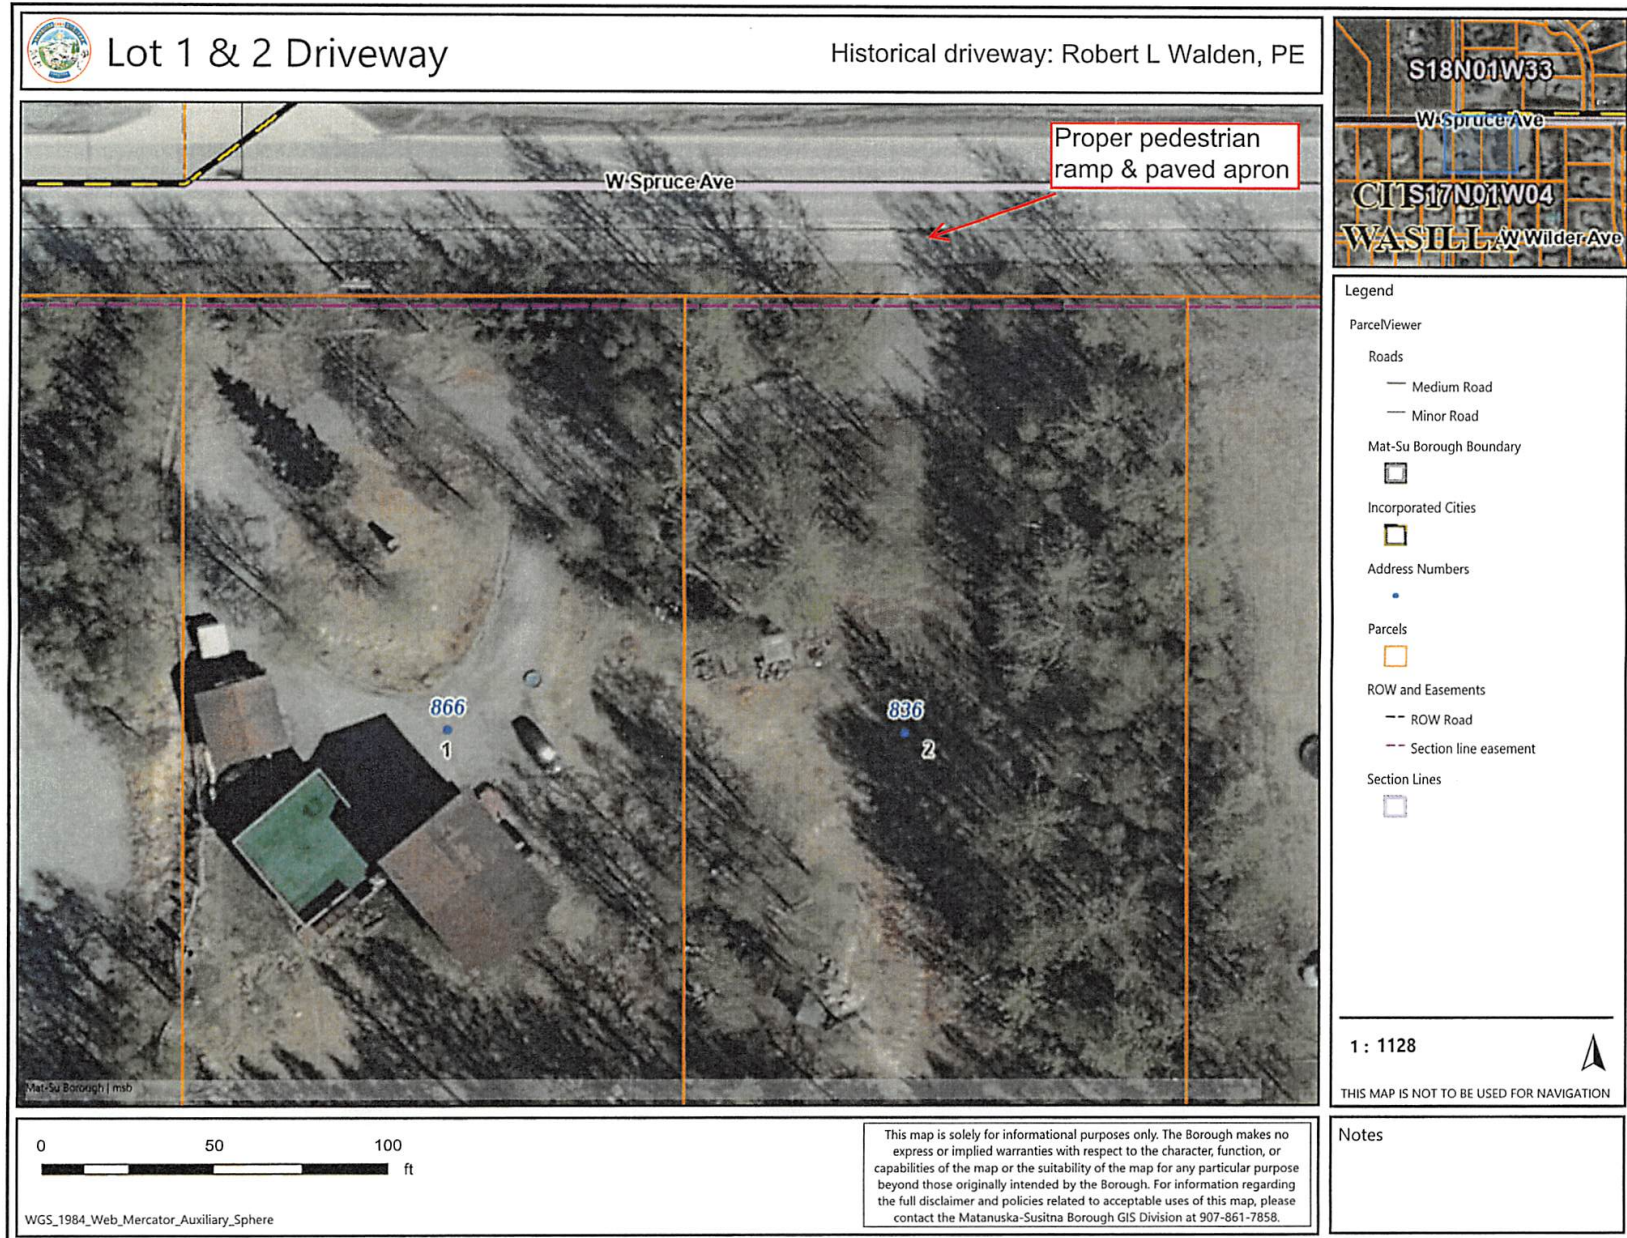 Lot 1 & 2 Driveway
Historical driveway: Robert L Walden, PE
Proper pedestrian
ramp & paved apron
W Spruce Ave
866
1
836
2
Mat-Su Borough | msb
S18N01W33
W Spruce Ave
S17N01W04
WASILLA
W Wilder Ave
Legend
ParcelViewer
Roads
Medium Road
Minor Road
Mat-Su Borough Boundary
Incorporated Cities
Address Numbers
Parcels
ROW and Easements
ROW Road
Section line easement
Section Lines
1 : 1128
THIS MAP IS NOT TO BE USED FOR NAVIGATION
0 50 100
ft
WGS_1984_Web_Mercator_Auxiliary_Sphere
This map is solely for informational purposes only. The Borough makes no
express or implied warranties with respect to the character, function, or
capabilities of the map or the suitability of the map for any particular purpose
beyond those originally intended by the Borough. For information regarding
the full disclaimer and policies related to acceptable uses of this map, please
contact the Matanuska-Susitna Borough GIS Division at 907-861-7858.
Notes